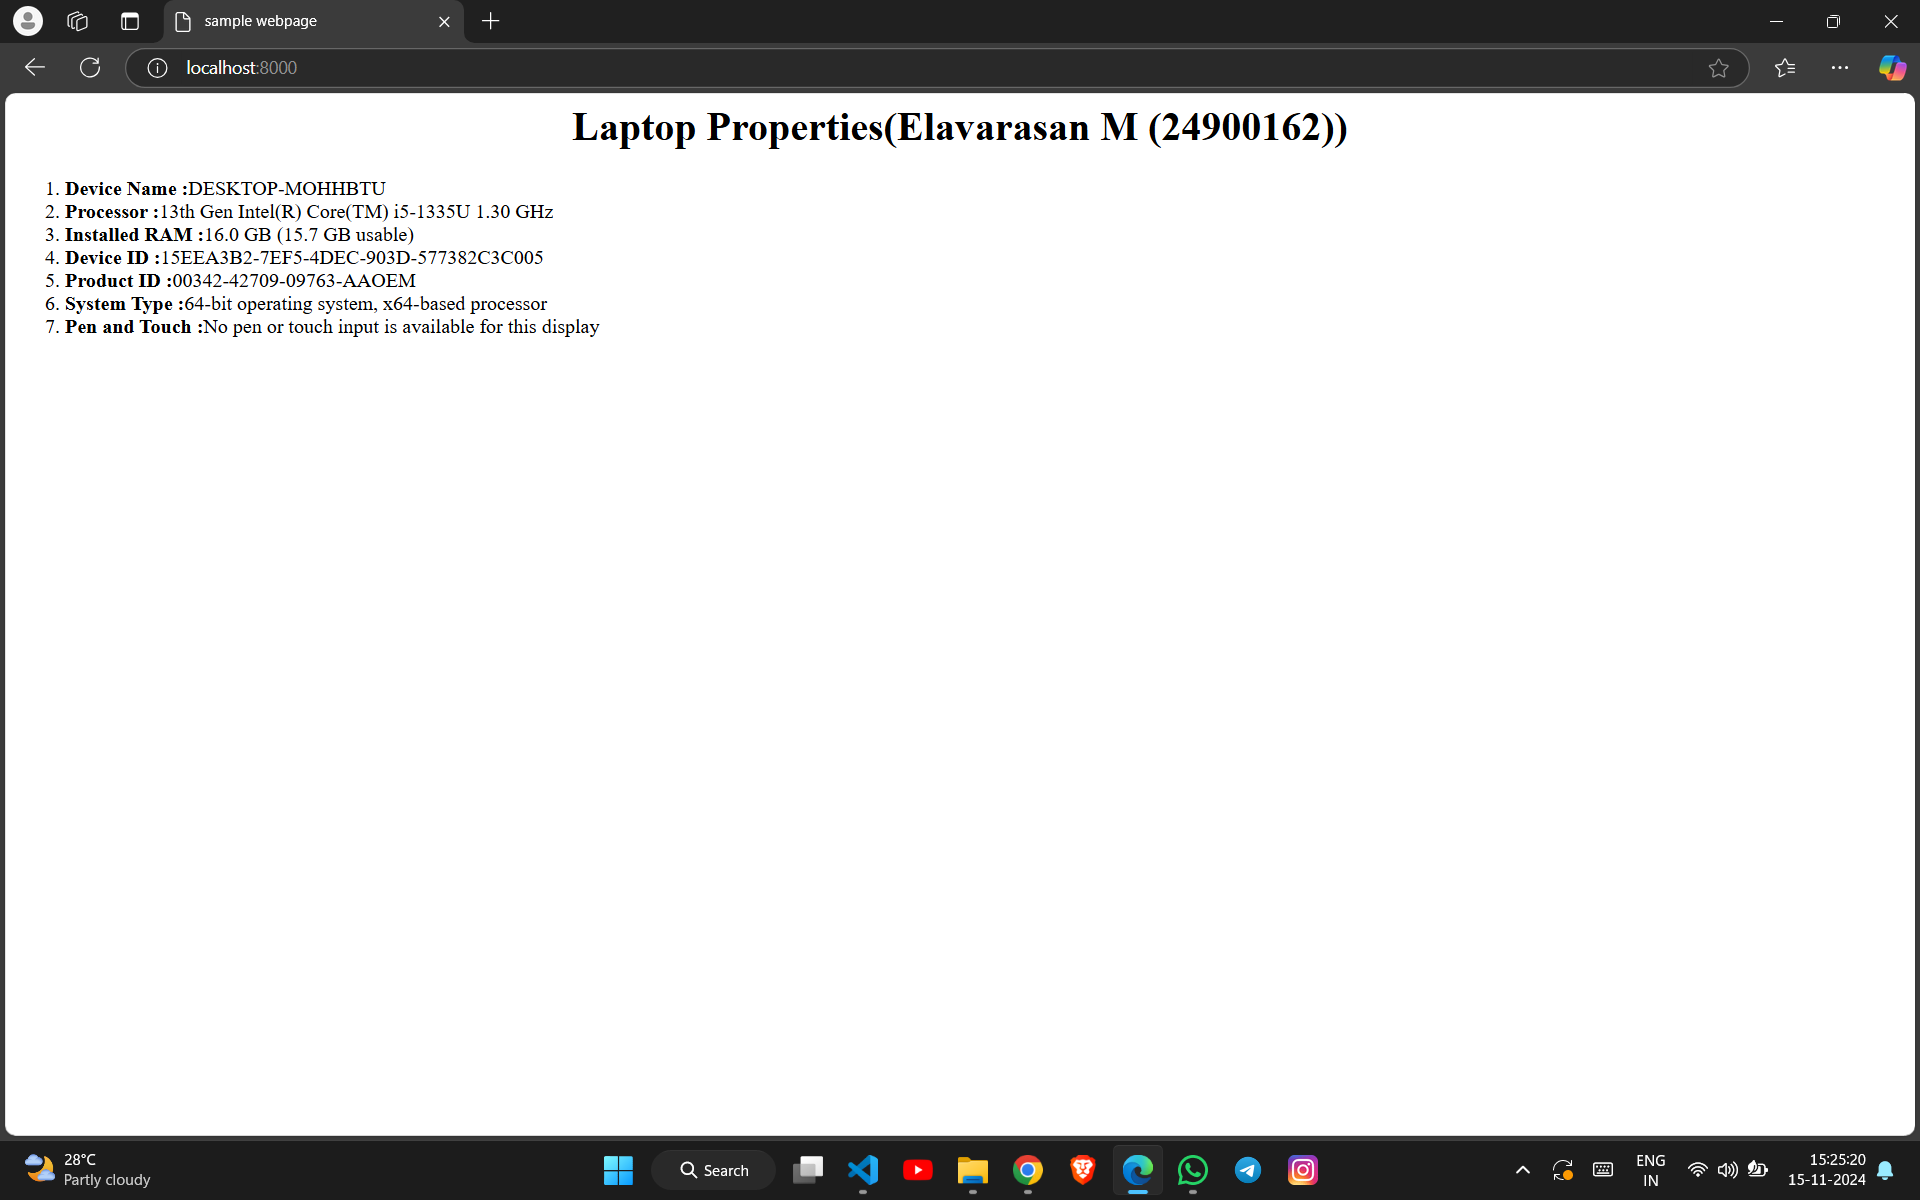 sample webpage
localhost:8000
Laptop Properties(Elavarasan M (24900162))
1. Device Name :DESKTOP-MOHHBTU
2. Processor :13th Gen Intel(R) Core(TM) i5-1335U 1.30 GHz
3. Installed RAM :16.0 GB (15.7 GB usable)
4. Device ID :15EEA3B2-7EF5-4DEC-903D-577382C3C005
5. Product ID :00342-42709-09763-AAOEM
6. System Type :64-bit operating system, x64-based processor
7. Pen and Touch :No pen or touch input is available for this display
28°C
Partly cloudy
Search
ENG
IN
15:25:20
15-11-2024